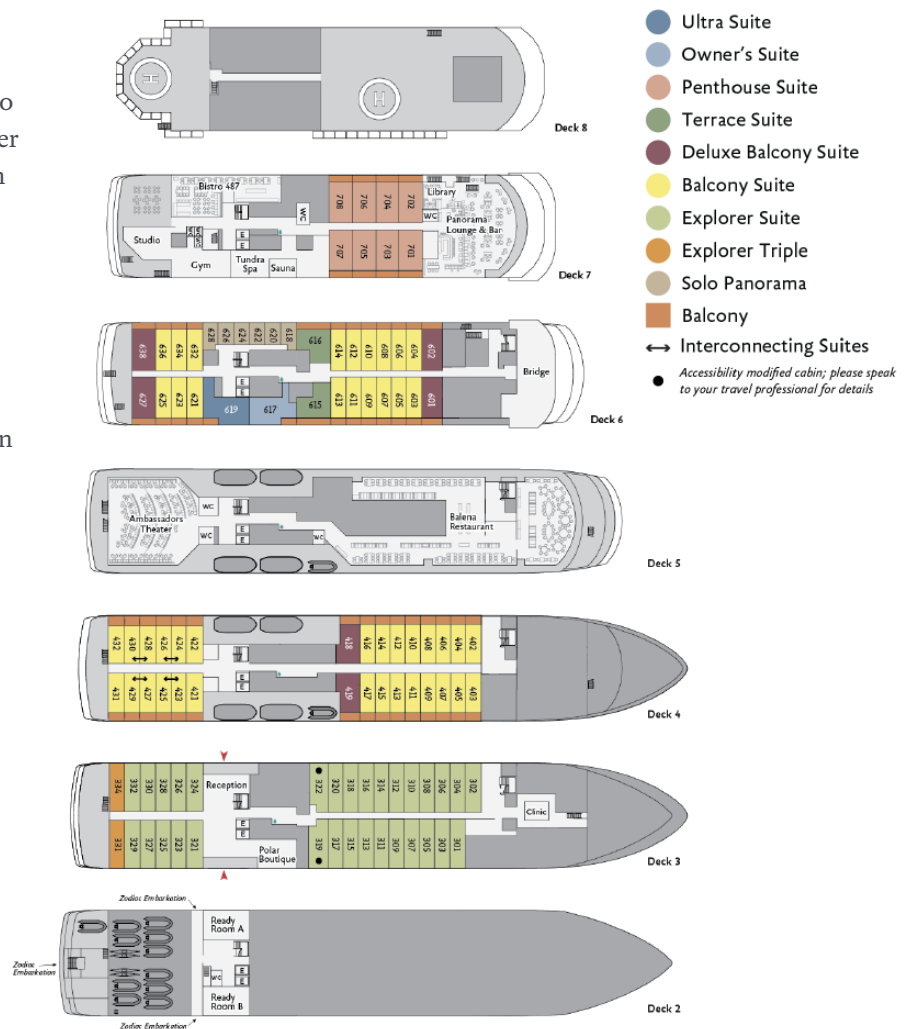 Ultra Suite
Owner's Suite
Penthouse Suite
Terrace Suite
Deluxe Balcony Suite
Balcony Suite
Explorer Suite
Explorer Triple
Solo Panorama
Balcony
Interconnecting Suites
Accessibility modified cabin; please speak
to your travel professional for details
o
er
n
n
H
H
Deck 8
Bistro 487
WC
708 706 704 702
Library
WC
Panorama
Lounge & Bar
Studio
E
E
Gym
Tundra
Spa
Sauna
707 705 703 701
Deck 7
638 636 634 632 628 626 624 622 620 618 616 614 612 610 608 606 604 602
E
E
Bridge
627 625 623 621 619 617 615 613 611 609 607 605 603 601
Deck 6
Ambassadors
Theater
WC
WC
E
E
WC
Balena
Restaurant
Deck 5
432 430 428 426 424 422 418 416 414 412 410 408 406 404 402
E
E
431 429 427 425 423 421 419 417 415 413 411 409 407 405 403
Deck 4
334 332 330 328 326 324
Reception
322 320 318 316 314 312 310 308 306 304 302
E
E
Clinic
331 329 327 325 323 321
Polar
Boutique
319 317 315 313 311 309 307 305 303 301
Deck 3
Zodiac Embarkation
Ready
Room A
Zodiac
Embarkation
WC
E
E
Ready
Room B
Deck 2
Zodiac Embarkation